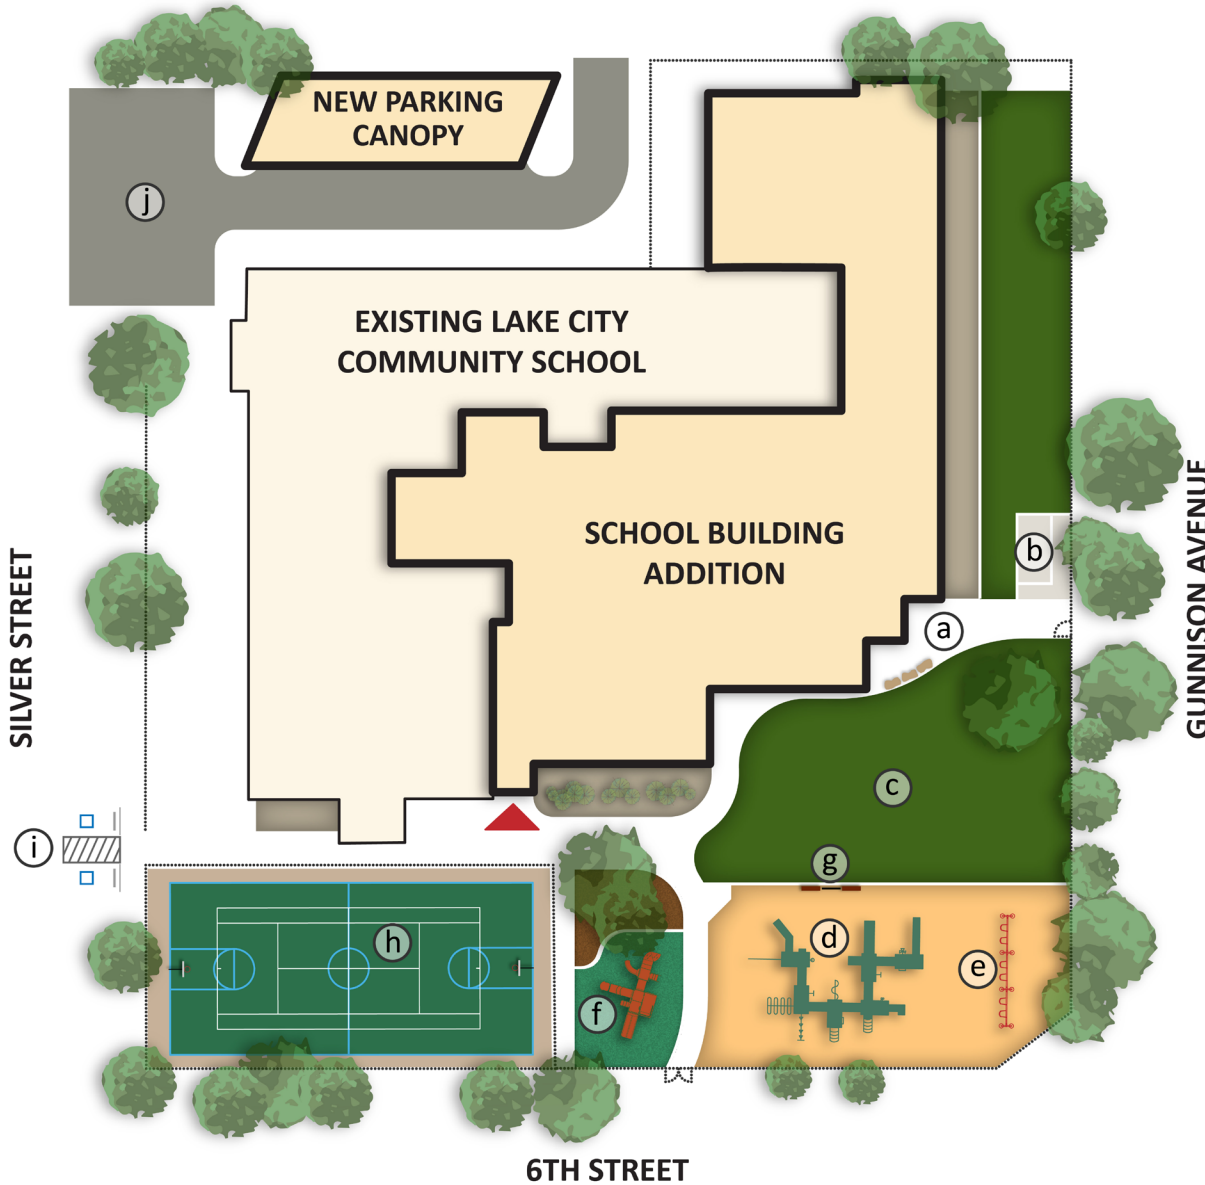 NEW PARKING
CANOPY
j
EXISTING LAKE CITY
COMMUNITY SCHOOL
SCHOOL BUILDING
ADDITION
b
a
SILVER STREET
GUNNISON AVENUE
c
i
g
h
d
e
f
6TH STREET